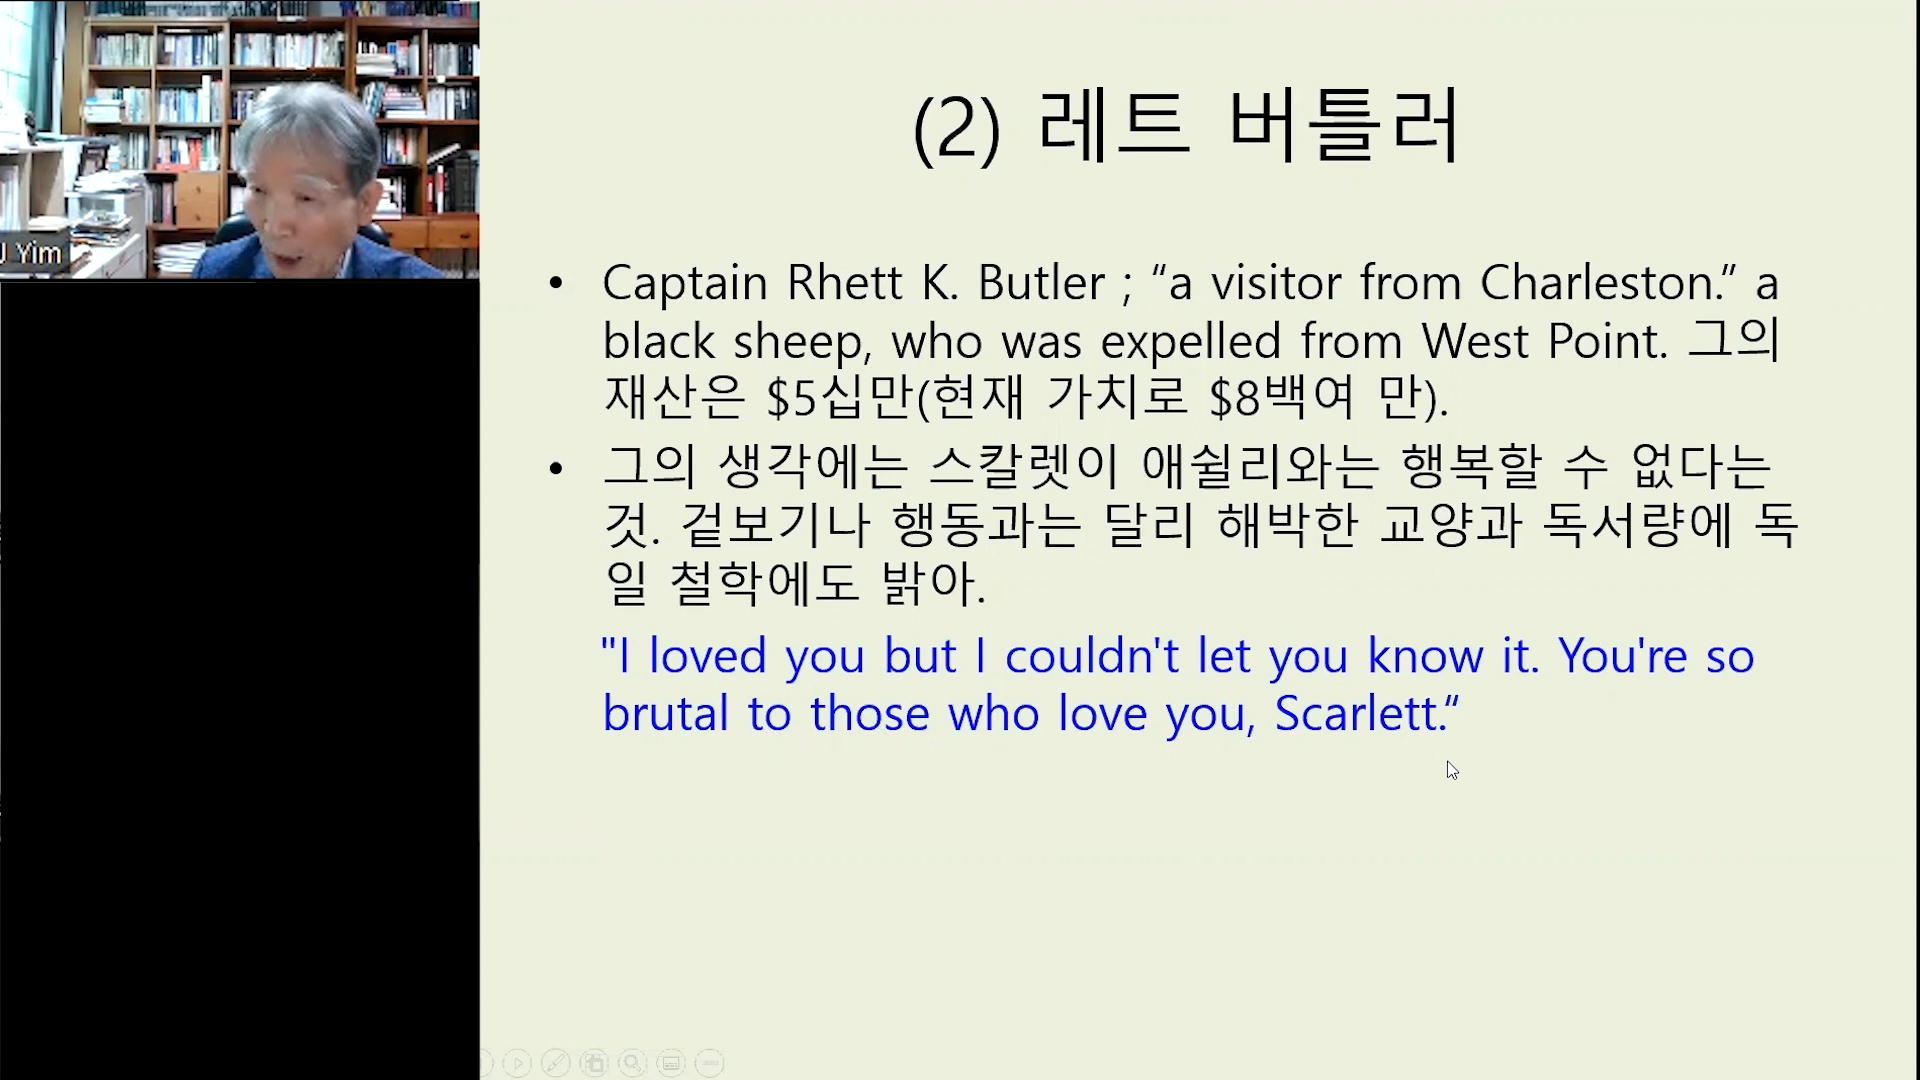 (2) 레트 버틀러
J Yim
• Captain Rhett K. Butler ; “a visitor from Charleston.” a
black sheep, who was expelled from West Point. 그의
재산은 $5십만(현재 가치로 $8백여 만).
• 그의 생각에는 스칼렛이 애쉴리와는 행복할 수 없다는
것. 겉보기나 행동과는 달리 해박한 교양과 독서량에 독
일 철학에도 밝아.
"I loved you but I couldn't let you know it. You're so
brutal to those who love you, Scarlett.“